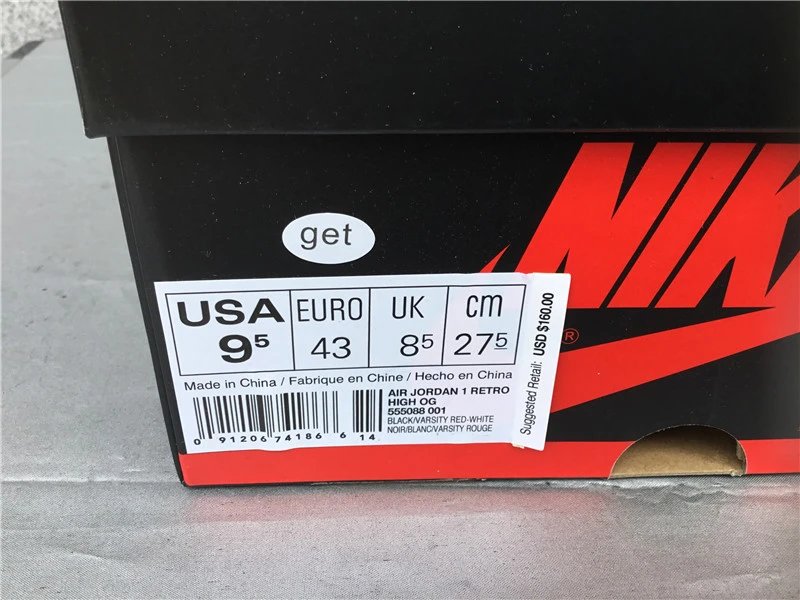 NIK
®
get
USA EURO UK cm
9⁵ 43 8⁵ 27⁵
Made in China / Fabrique en Chine / Hecho en China
AIR JORDAN 1 RETRO
HIGH OG
555088 001
BLACK/VARSITY RED-WHITE
NOIR/BLANC/VARSITY ROUGE
0 91206 74186 6 14
Suggested Retail: USD $160.00